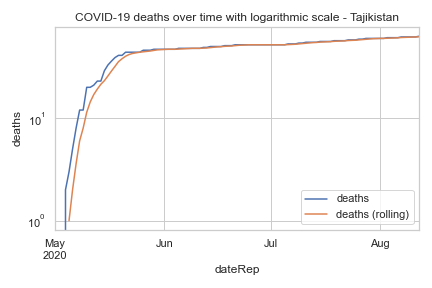 COVID-19 deaths over time with logarithmic scale - Tajikistan
deaths
10¹
10⁰
deaths
deaths (rolling)
May
2020
Jun
Jul
Aug
dateRep